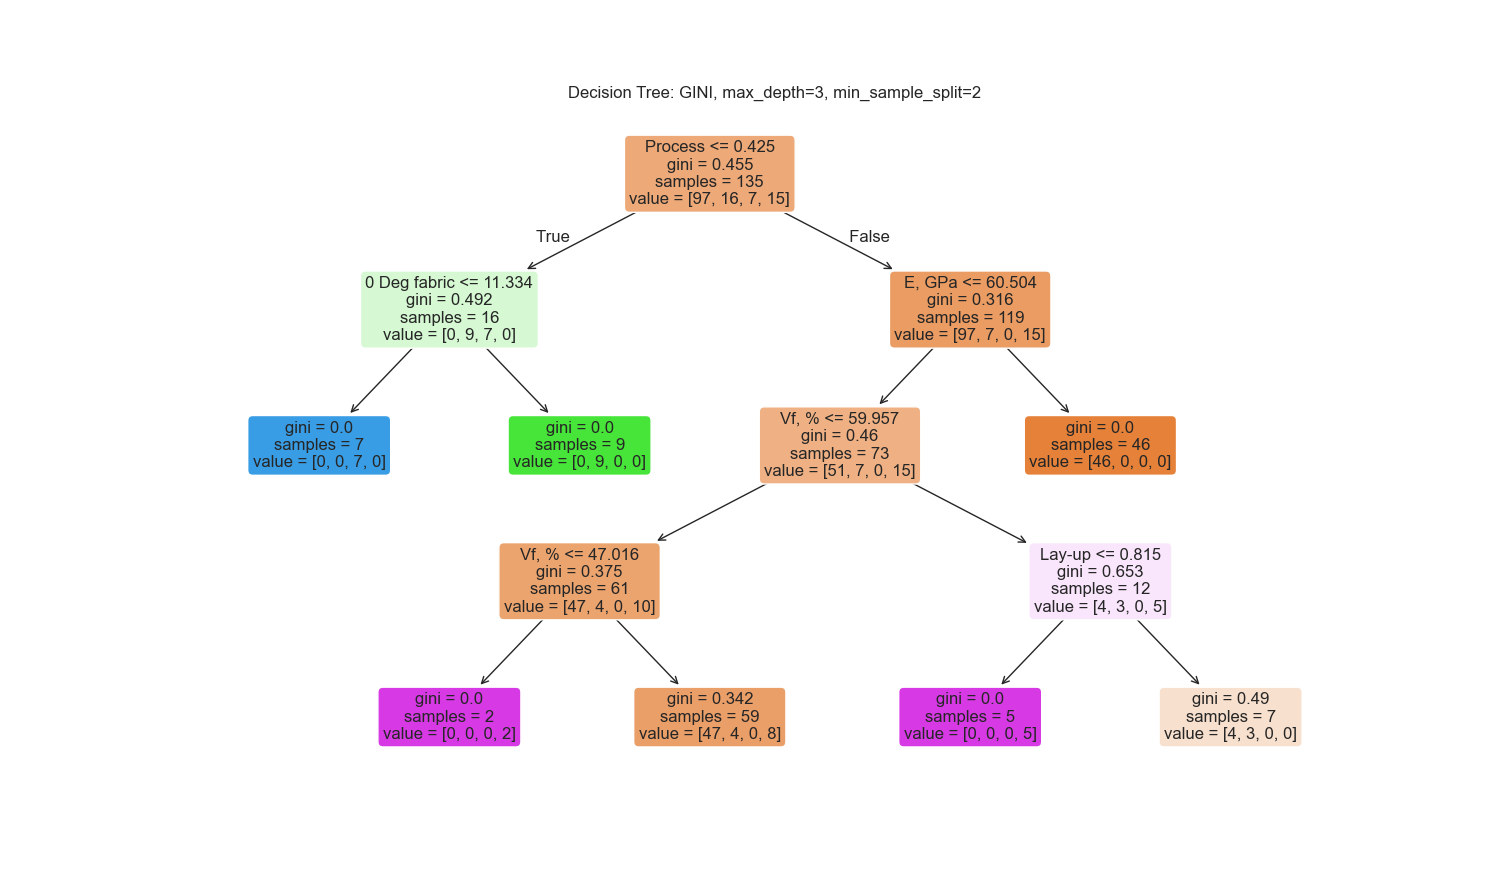 Decision Tree: GINI, max_depth=3, min_sample_split=2
Process <= 0.425
gini = 0.455
samples = 135
value = [97, 16, 7, 15]
True
False
0 Deg fabric <= 11.334
gini = 0.492
samples = 16
value = [0, 9, 7, 0]
E, GPa <= 60.504
gini = 0.316
samples = 119
value = [97, 7, 0, 15]
gini = 0.0
samples = 7
value = [0, 0, 7, 0]
gini = 0.0
samples = 9
value = [0, 9, 0, 0]
Vf, % <= 59.957
gini = 0.46
samples = 73
value = [51, 7, 0, 15]
gini = 0.0
samples = 46
value = [46, 0, 0, 0]
Vf, % <= 47.016
gini = 0.375
samples = 61
value = [47, 4, 0, 10]
Lay-up <= 0.815
gini = 0.653
samples = 12
value = [4, 3, 0, 5]
gini = 0.0
samples = 2
value = [0, 0, 0, 2]
gini = 0.342
samples = 59
value = [47, 4, 0, 8]
gini = 0.0
samples = 5
value = [0, 0, 0, 5]
gini = 0.49
samples = 7
value = [4, 3, 0, 0]